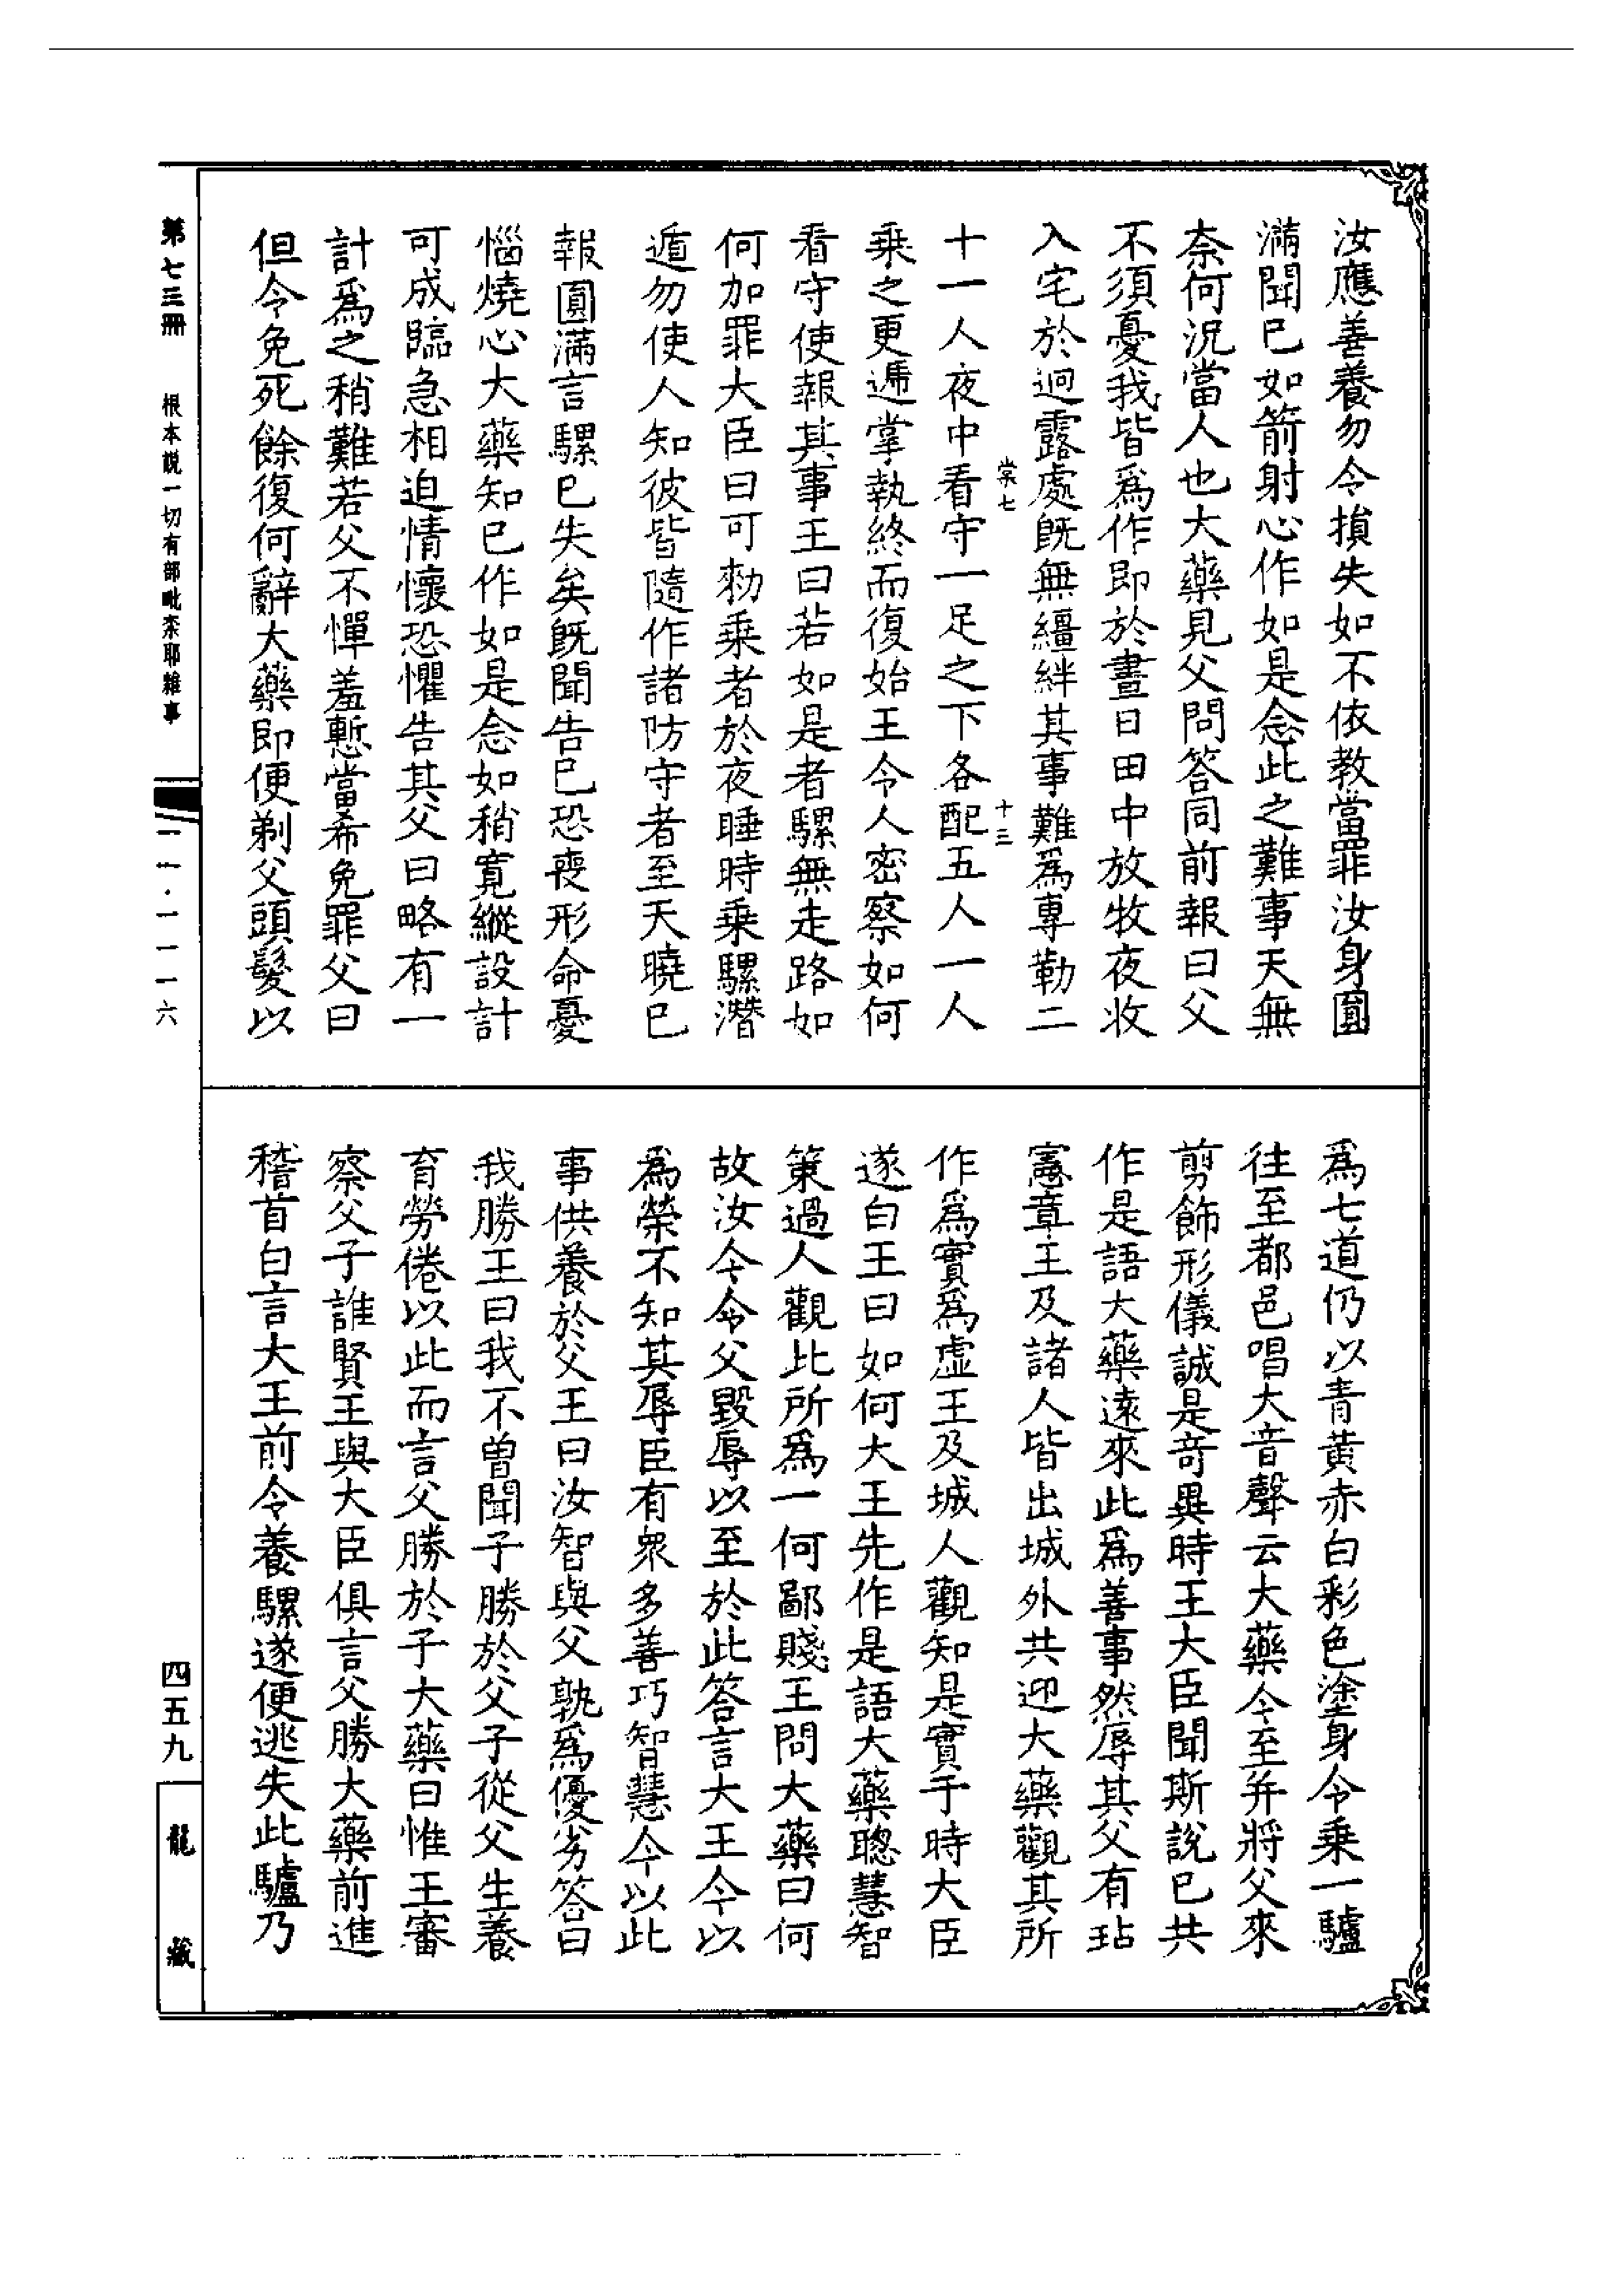 汝應善養勿令損失如不依教當罪汝身圓
滿聞已如箭射心作如是念此之難事天無
奈何況當人也大藥見父問答同前報曰父
不須憂我皆爲作即於晝日田中放牧夜收
入宅於迥露處旣無繮絆其事難爲專勒二
棠七
十三
十一人夜中看守一足之下各配五人一人
乗之更遞掌執終而復始王令人密察如何
看守使報其事王曰若如是者騾無走路如
何加罪大臣曰可勑乗者於夜睡時乗騾潛
遁勿使人知彼皆隨作諸防守者至天曉已
報圓滿言騾已失矣旣聞告已恐喪形命憂
惱燒心大藥知已作如是念如稍寬縱設計
可成臨急相迫情懷恐懼告其父曰略有一
計爲之稍難若父不憚羞慙當希免罪父曰
但令免死餘復何辭大藥即便剃父頭髮以
爲七道仍以青黃赤白彩色塗身令乗一驢
往至都邑唱大音聲云大藥今至并將父來
剪飾形儀誠是竒異時王大臣聞斯說已共
作是語大藥遠來此爲善事然辱其父有玷
憲章王及諸人皆出城外共迎大藥觀其所
作爲實爲虛王及城人觀知是實于時大臣
遂白王曰如何大王先作是語大藥聰慧智
策過人觀比所爲一何鄙賤王問大藥曰何
故汝今令父毀辱以至於此答言大王今以
爲榮不知其辱臣有衆多善巧智慧今以此
事供養於父王曰汝智與父孰爲優劣答曰
我勝王曰我不曽聞子勝於父子從父生養
育勞倦以此而言父勝於子大藥曰惟王審
察父子誰賢王與大臣俱言父勝大藥前進
稽首白言大王前令養騾遂便逃失此驢乃
第七三冊 根本說一切有部毗柰耶雜事
一一·一一一六
四五九
龍藏